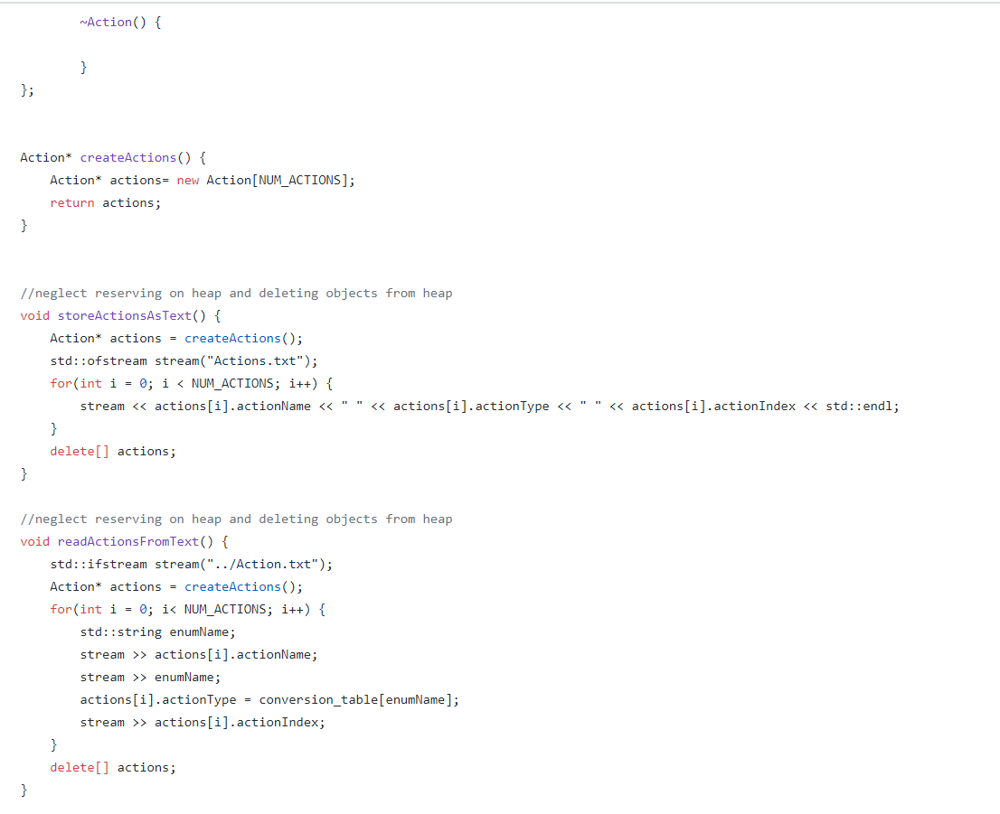 ~Action() {
}
};
Action* createActions() {
Action* actions= new Action[NUM_ACTIONS];
return actions;
}
//neglect reserving on heap and deleting objects from heap
void storeActionsAsText() {
Action* actions = createActions();
std::ofstream stream("Actions.txt");
for(int i = 0; i < NUM_ACTIONS; i++) {
stream << actions[i].actionName << " " << actions[i].actionType << " " << actions[i].actionIndex << std::endl;
}
delete[] actions;
}
//neglect reserving on heap and deleting objects from heap
void readActionsFromText() {
std::ifstream stream("../Action.txt");
Action* actions = createActions();
for(int i = 0; i< NUM_ACTIONS; i++) {
std::string enumName;
stream >> actions[i].actionName;
stream >> enumName;
actions[i].actionType = conversion_table[enumName];
stream >> actions[i].actionIndex;
}
delete[] actions;
}